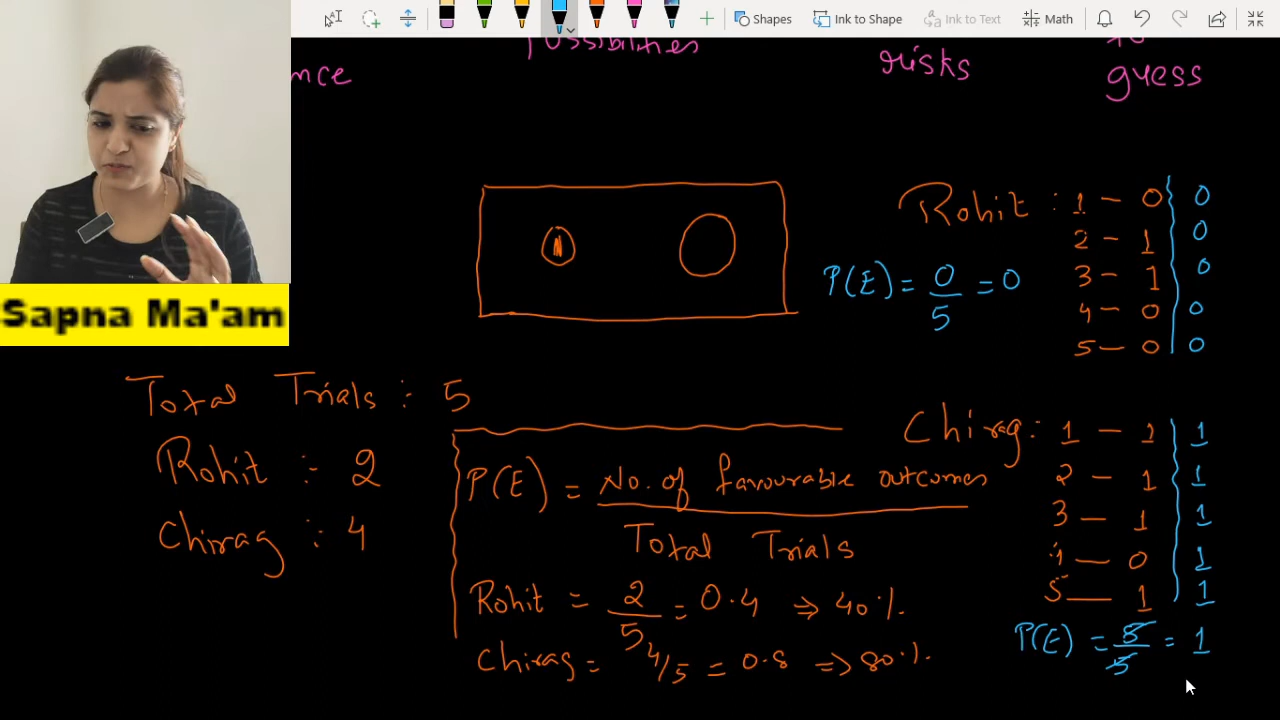 Shapes Ink to Shape Ink to Text Math
possibilities
nce risks guess
Rohit : 1 — 0 0
2 – 1 0
3 – 1 0
4 – 0 0
5 — 0 0
P(E) = 0/5 = 0
Sapna Ma'am
Total Trials : 5
Rohit : 2
Chirag : 4
P(E) = No. of favourable outcomes
Total Trials
Rohit = 2/5 = 0.4 ⇒ 40%.
Chirag = 4/5 = 0.8 ⇒ 80%.
Chirag : 1 — 1 1
2 – 1 1
3 — 1 1
4 — 0 1
5 — 1 1
P(E) = 5/5 = 1